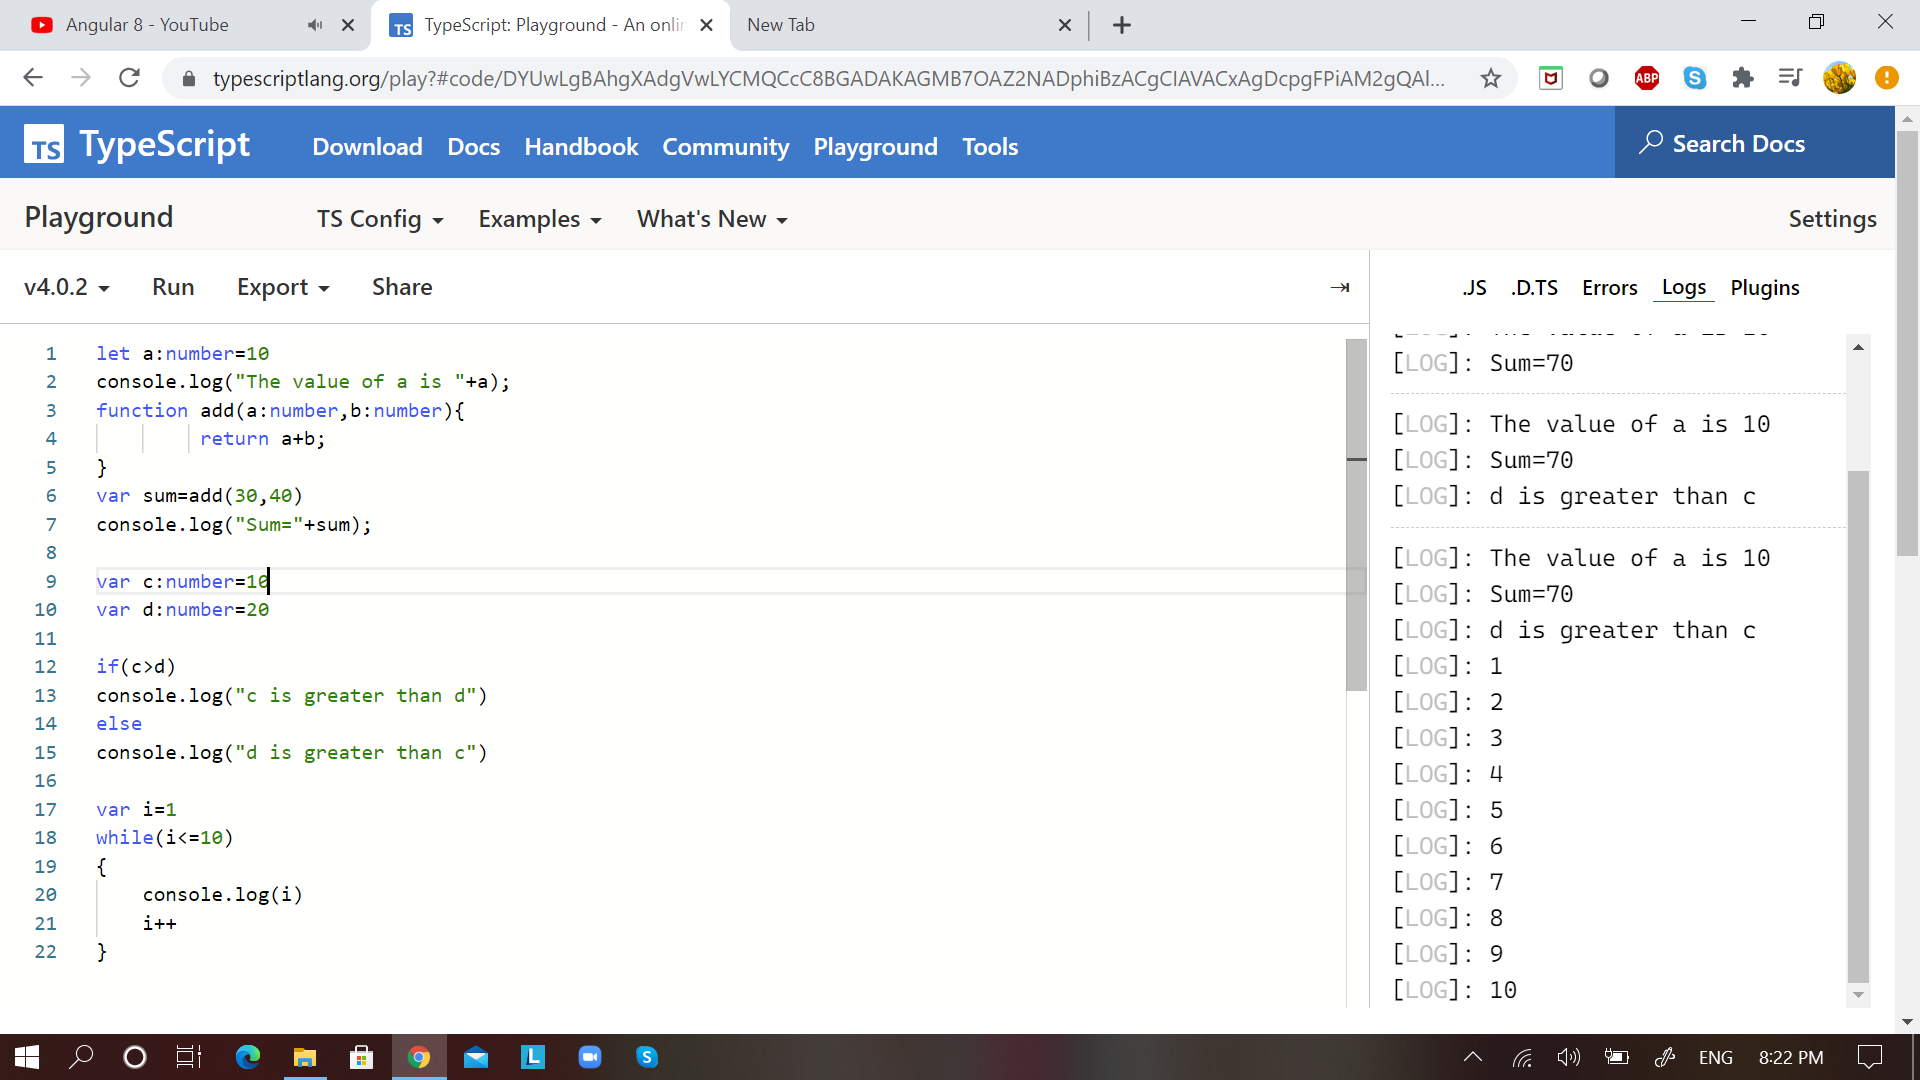 Angular 8 - YouTube
TypeScript: Playground - An onlin
New Tab
typescriptlang.org/play?#code/DYUwLgBAhgXAdgVwLYCMQCcC8BGADAKAGMB7OAZ2NADphiBzACgCIAVACxAgDcpgFPiAM2gQAl...
ABP
TS TypeScript
Download Docs Handbook Community Playground Tools
Search Docs
Playground
TS Config Examples What's New
Settings
v4.0.2 Run Export Share
.JS .D.TS Errors Logs Plugins
1 let a:number=10
2 console.log("The value of a is "+a);
3 function add(a:number,b:number){
4 return a+b;
5 }
6 var sum=add(30,40)
7 console.log("Sum="+sum);
8
9 var c:number=10
10 var d:number=20
11
12 if(c>d)
13 console.log("c is greater than d")
14 else
15 console.log("d is greater than c")
16
17 var i=1
18 while(i<=10)
19 {
20 console.log(i)
21 i++
22 }
[LOG]: The value of a is 10
[LOG]: Sum=70
[LOG]: The value of a is 10
[LOG]: Sum=70
[LOG]: d is greater than c
[LOG]: The value of a is 10
[LOG]: Sum=70
[LOG]: d is greater than c
[LOG]: 1
[LOG]: 2
[LOG]: 3
[LOG]: 4
[LOG]: 5
[LOG]: 6
[LOG]: 7
[LOG]: 8
[LOG]: 9
[LOG]: 10
ENG 8:22 PM